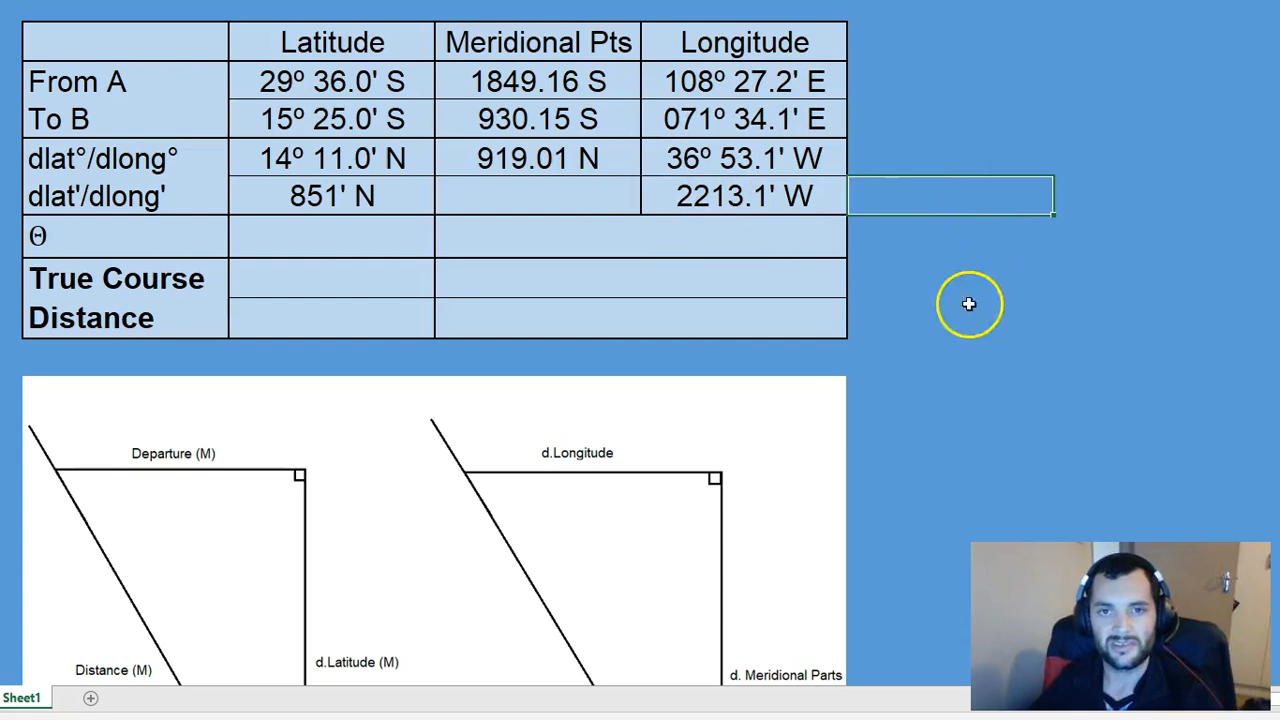 Latitude Meridional Pts Longitude
From A 29º 36.0' S 1849.16 S 108º 27.2' E
To B 15º 25.0' S 930.15 S 071º 34.1' E
dlat°/dlong° 14º 11.0' N 919.01 N 36º 53.1' W
dlat'/dlong' 851' N 2213.1' W
Θ
True Course
Distance
Departure (M)
d.Longitude
Distance (M)
d.Latitude (M)
d. Meridional Parts
Sheet1